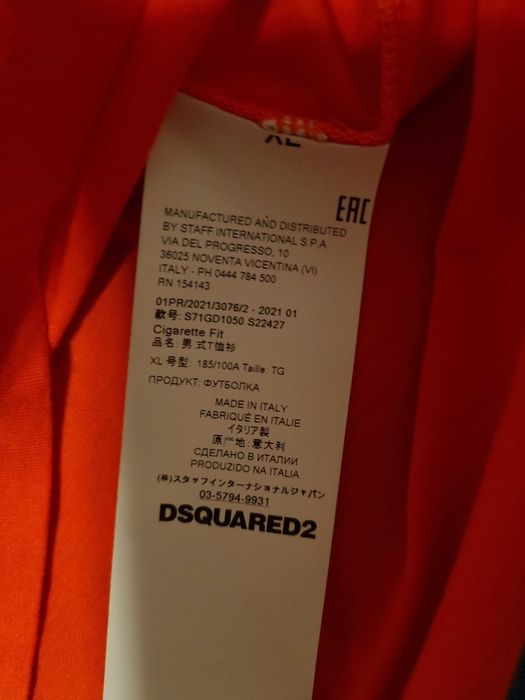 XL
EAC
MANUFACTURED AND DISTRIBUTED
BY STAFF INTERNATIONAL S.P.A.
VIA DEL PROGRESSO, 10
36025 NOVENTA VICENTINA (VI)
ITALY - PH 0444 784 500
RN 154143
01PR/2021/3076/2 - 2021 01
款号: S71GD1050 S22427
Cigarette Fit
品名: 男 式T恤衫
XL 号型: 185/100A Taille: TG
ПРОДУКТ: ФУТБОЛКА
MADE IN ITALY
FABRIQUÉ EN ITALIE
イタリア製
原产地: 意大利
СДЕЛАНО В ИТАЛИИ
PRODUZIDO NA ITALIA
(株)スタッフインターナショナルジャパン
03-5794-9931
DSQUARED2